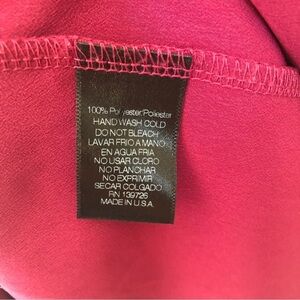 100% Polyester/Poliester
HAND WASH COLD
DO NOT BLEACH
LAVAR FRIO A MANO
EN AGUA FRIA
NO USAR CLORO
NO PLANCHAR
NO EXPRIMIR
SECAR COLGADO
RN 139726
MADE IN U.S.A.